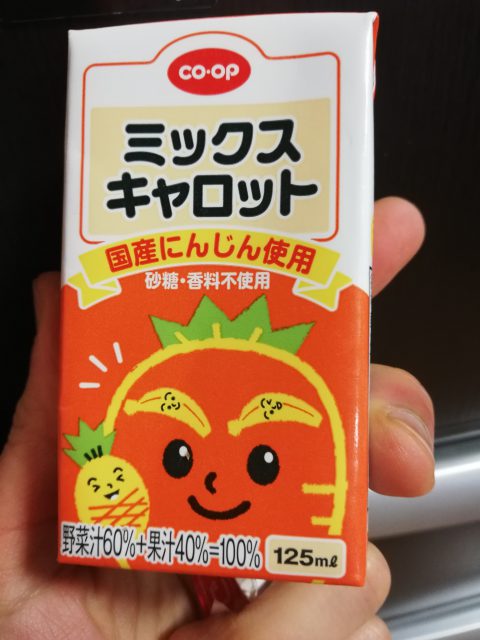 CO·OP
ミックス
キャロット
国産にんじん使用
砂糖・香料不使用
野菜汁60%+果汁40%=100%
125mℓ